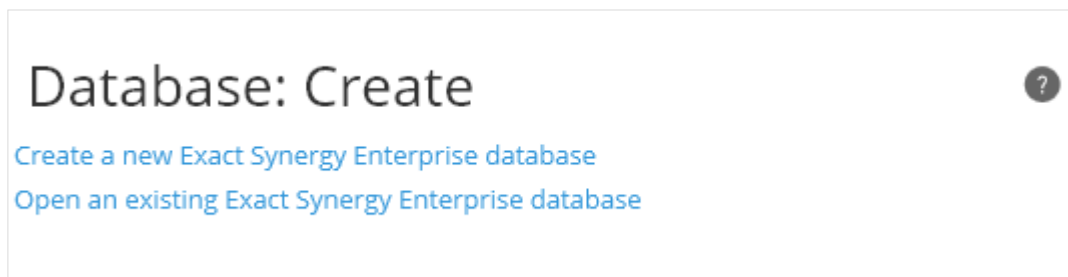 Database: Create
?
Create a new Exact Synergy Enterprise database
Open an existing Exact Synergy Enterprise database